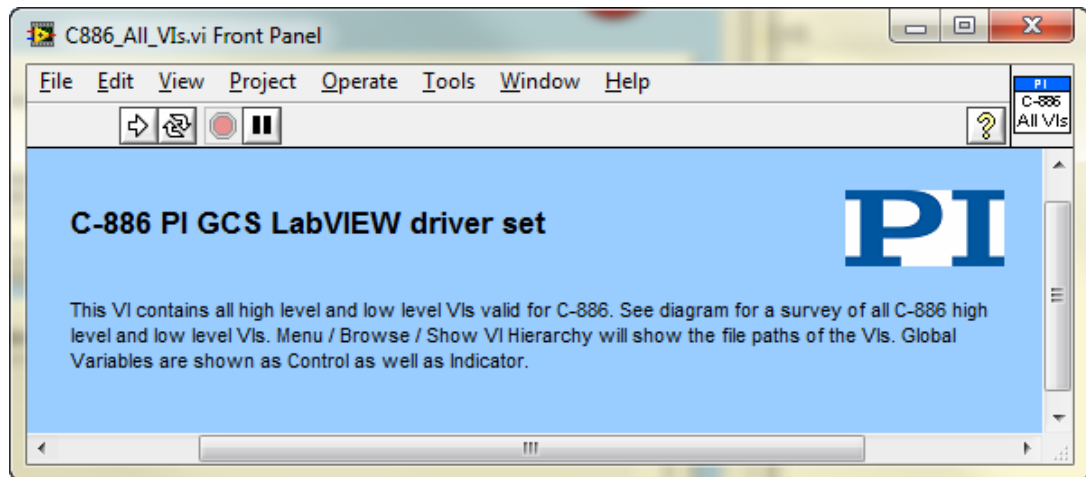 C886_All_VIs.vi Front Panel
File Edit View Project Operate Tools Window Help
PI
C-886
All VIs
C-886 PI GCS LabVIEW driver set
PI
This VI contains all high level and low level VIs valid for C-886. See diagram for a survey of all C-886 high
level and low level VIs. Menu / Browse / Show VI Hierarchy will show the file paths of the VIs. Global
Variables are shown as Control as well as Indicator.